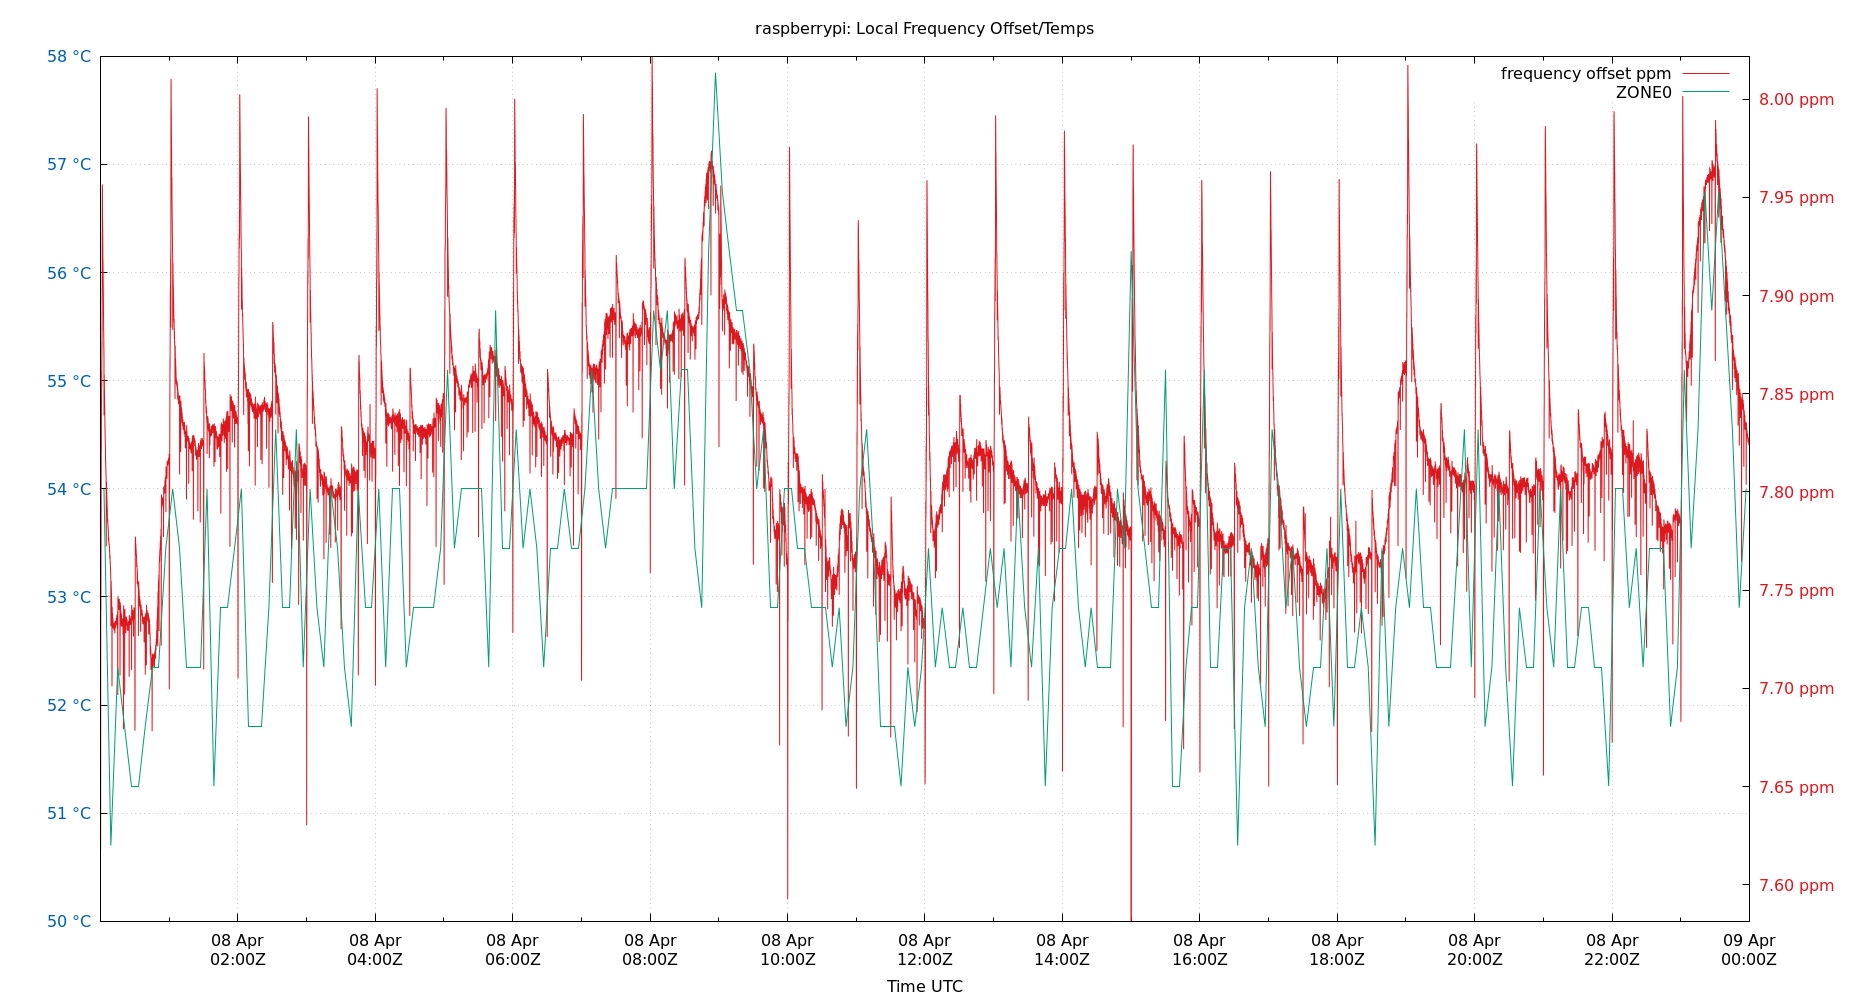 raspberrypi: Local Frequency Offset/Temps
58 °C
57 °C
56 °C
55 °C
54 °C
53 °C
52 °C
51 °C
50 °C
frequency offset ppm
ZONE0
8.00 ppm
7.95 ppm
7.90 ppm
7.85 ppm
7.80 ppm
7.75 ppm
7.70 ppm
7.65 ppm
7.60 ppm
08 Apr 08 Apr 08 Apr 08 Apr 08 Apr 08 Apr 08 Apr 08 Apr 08 Apr 08 Apr 08 Apr 09 Apr
02:00Z 04:00Z 06:00Z 08:00Z 10:00Z 12:00Z 14:00Z 16:00Z 18:00Z 20:00Z 22:00Z 00:00Z
Time UTC